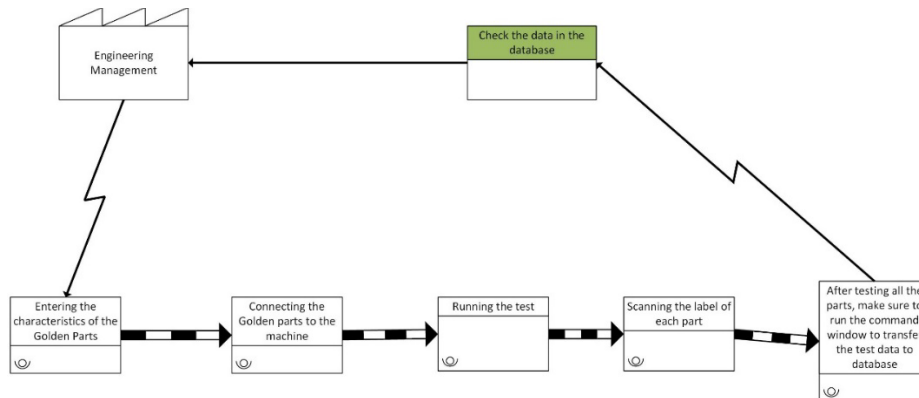 Engineering
Management
Check the data in the
database
Entering the
characteristics of the
Golden Parts
Connecting the
Golden parts to the
machine
Running the test
Scanning the label of
each part
After testing all the
parts, make sure to
run the command
window to transfer
the test data to
database